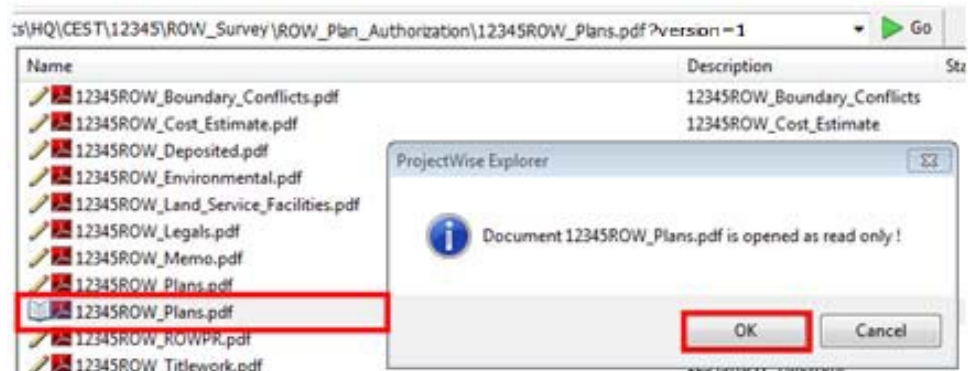 s\HQ\CEST\12345\ROW_Survey\ROW_Plan_Authorization\12345ROW_Plans.pdf?version=1 Go
Name Description Sta
12345ROW_Boundary_Conflicts.pdf 12345ROW_Boundary_Conflicts
12345ROW_Cost_Estimate.pdf 12345ROW_Cost_Estimate
12345ROW_Deposited.pdf
ProjectWise Explorer
12345ROW_Environmental.pdf
12345ROW_Land_Service_Facilities.pdf
12345ROW_Legals.pdf
Document 12345ROW_Plans.pdf is opened as read only !
12345ROW_Memo.pdf
12345ROW_Plans.pdf
12345ROW_Plans.pdf
12345ROW_ROWPR.pdf
OK Cancel
12345ROW_Titlework.pdf